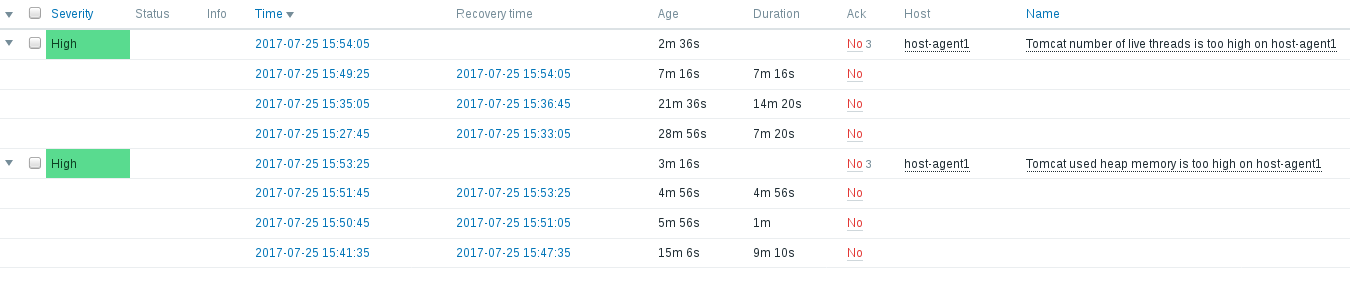 Severity Status Info Time Recovery time Age Duration Ack Host Name
High 2017-07-25 15:54:05 2m 36s No 3 host-agent1 Tomcat number of live threads is too high on host-agent1
2017-07-25 15:49:25 2017-07-25 15:54:05 7m 16s 7m 16s No
2017-07-25 15:35:05 2017-07-25 15:36:45 21m 36s 14m 20s No
2017-07-25 15:27:45 2017-07-25 15:33:05 28m 56s 7m 20s No
High 2017-07-25 15:53:25 3m 16s No 3 host-agent1 Tomcat used heap memory is too high on host-agent1
2017-07-25 15:51:45 2017-07-25 15:53:25 4m 56s 4m 56s No
2017-07-25 15:50:45 2017-07-25 15:51:05 5m 56s 1m No
2017-07-25 15:41:35 2017-07-25 15:47:35 15m 6s 9m 10s No